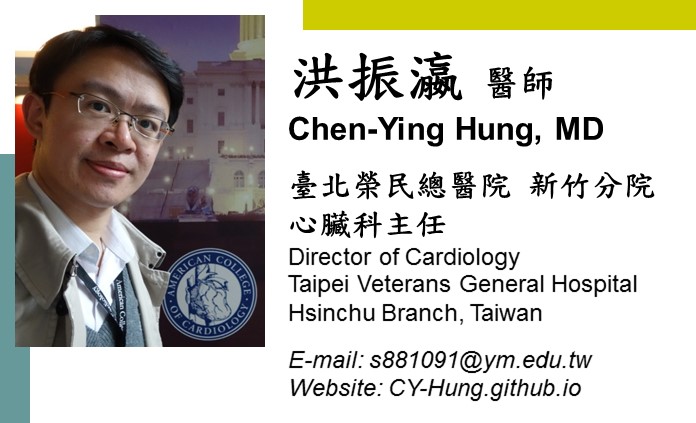 洪振瀛 醫師
Chen-Ying Hung, MD
臺北榮民總醫院 新竹分院
心臟科主任
Director of Cardiology
Taipei Veterans General Hospital
Hsinchu Branch, Taiwan
E-mail: s881091@ym.edu.tw
Website: CY-Hung.github.io
AMERICAN COLLEGE
OF CARDIOLOGY
American Colle